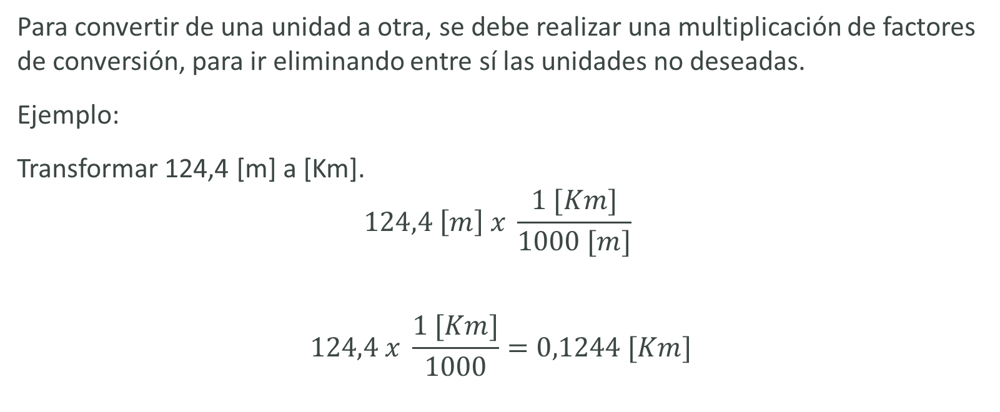 Para convertir de una unidad a otra, se debe realizar una multiplicación de factores
de conversión, para ir eliminando entre sí las unidades no deseadas.
Ejemplo:
Transformar 124,4 [m] a [Km].
124,4 [m] x 1 [Km] / 1000 [m]
124,4 x 1 [Km] / 1000 = 0,1244 [Km]